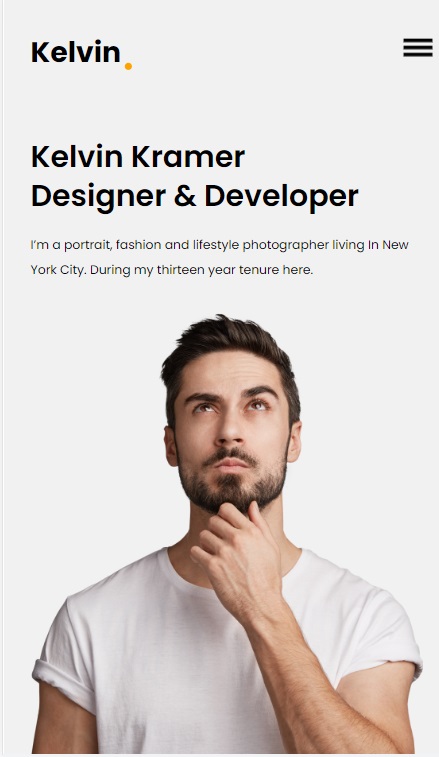 Kelvin.
Kelvin Kramer
Designer & Developer
I'm a portrait, fashion and lifestyle photographer living In New
York City. During my thirteen year tenure here.